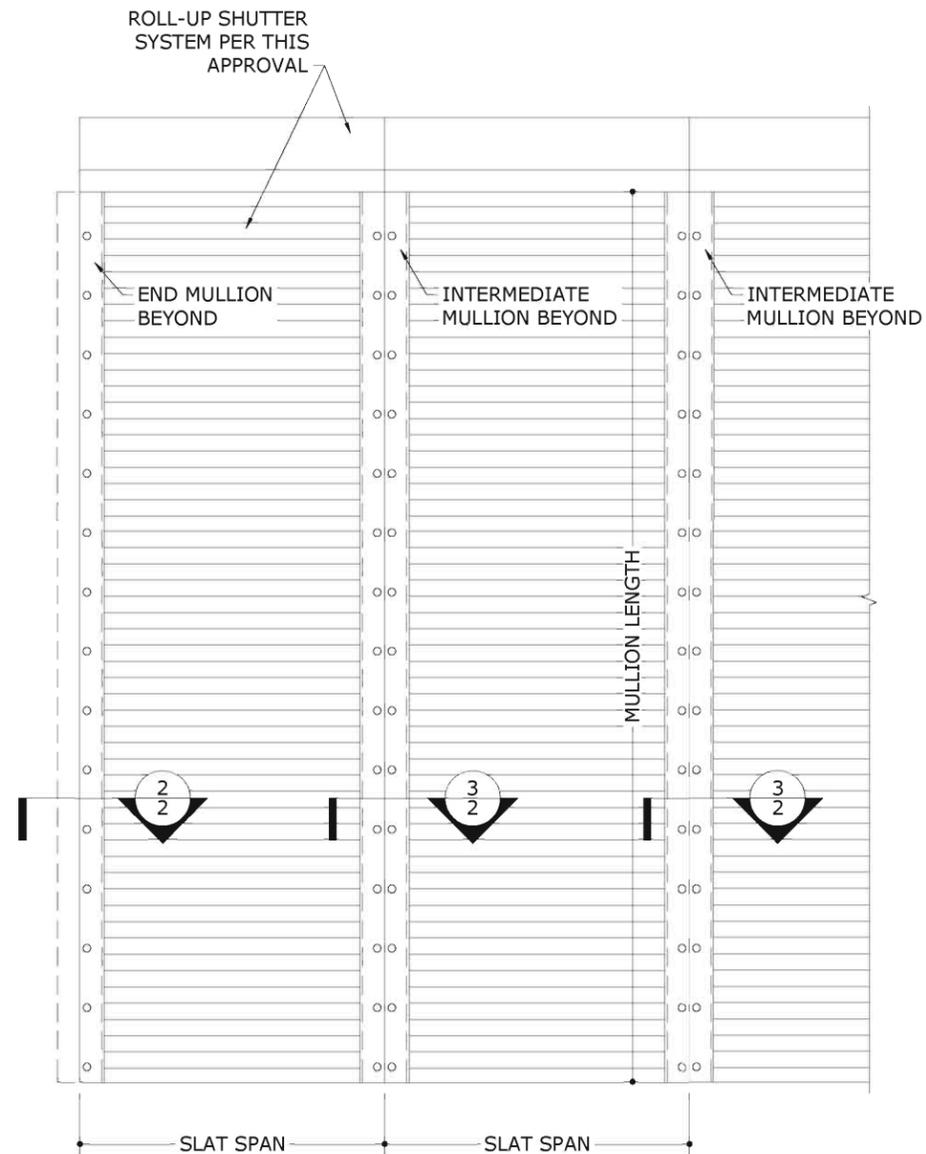 ROLL-UP SHUTTER
SYSTEM PER THIS
APPROVAL
END MULLION
BEYOND
INTERMEDIATE
MULLION BEYOND
INTERMEDIATE
MULLION BEYOND
MULLION LENGTH
2
2
3
2
3
2
SLAT SPAN
SLAT SPAN